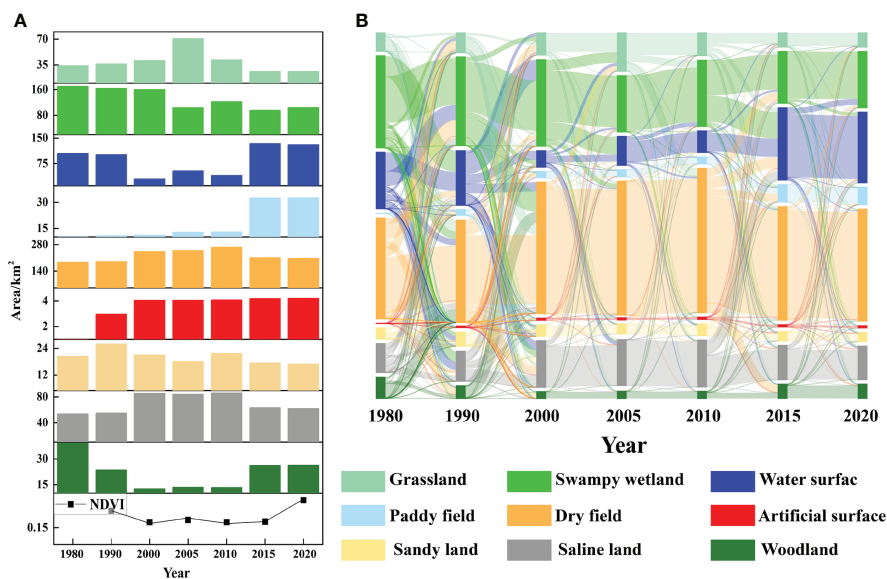 A
B
70
35
160
80
150
75
30
15
280
140
4
2
24
12
80
40
30
15
0.15
NDVI
Area/km²
1980 1990 2000 2005 2010 2015 2020
Year
1980 1990 2000 2005 2010 2015 2020
Year
Grassland Swampy wetland Water surfac
Paddy field Dry field Artificial surface
Sandy land Saline land Woodland